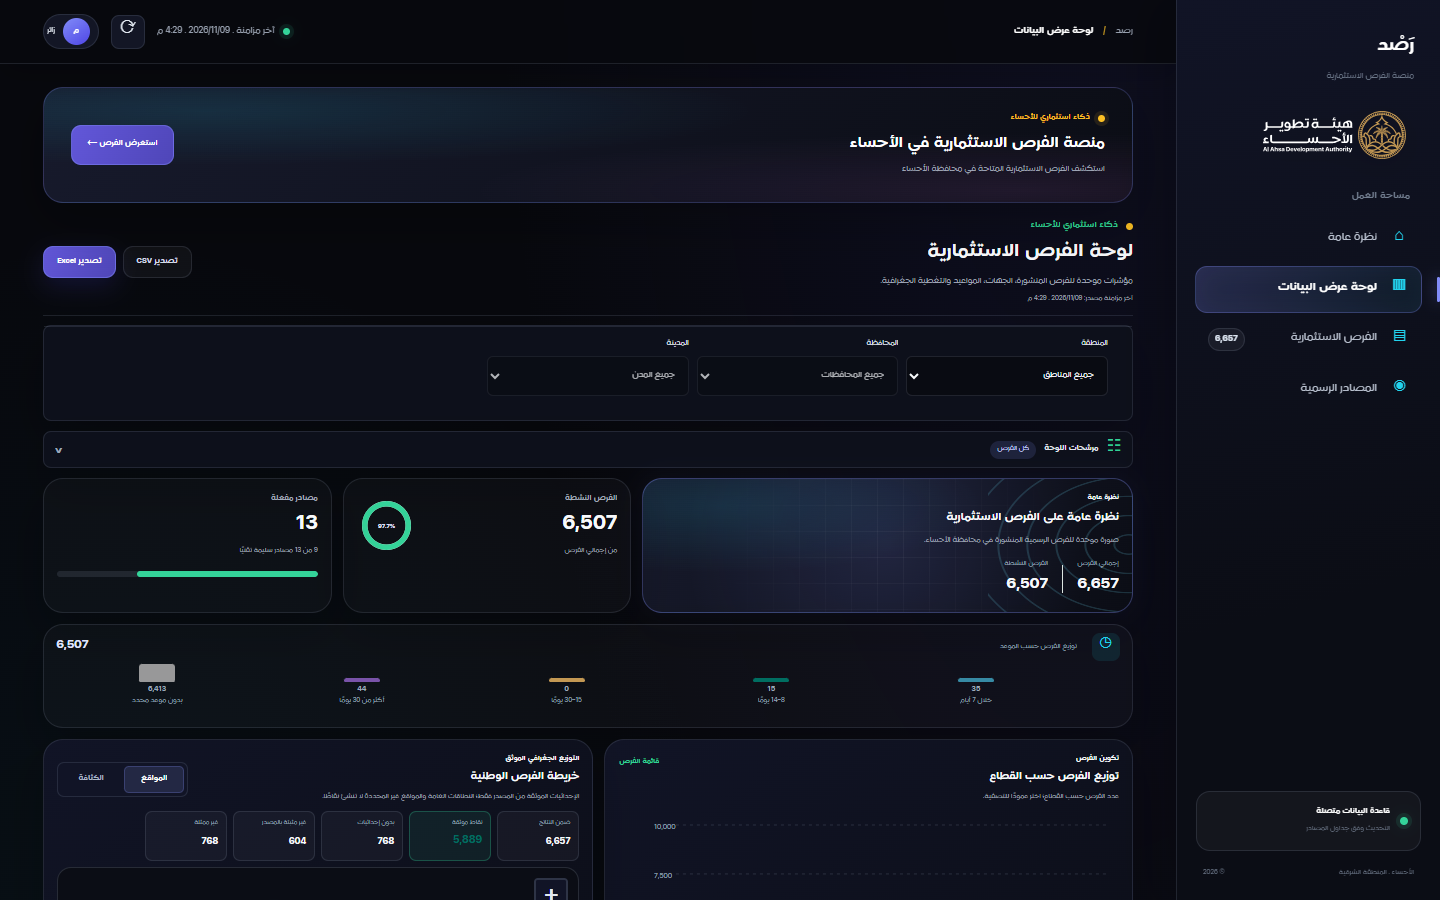 رَصْد
منصة الفرص الاستثمارية
هيئة تطوير
الأحساء
Al Ahsa Development Authority
مساحة العمل
نظرة عامة
لوحة عرض البيانات
الفرص الاستثمارية
6,657
المصادر الرسمية
قاعدة البيانات متصلة
التحديث وفق جداول المصادر
الأحساء . المنطقة الشرقية
© 2026
رصد / لوحة عرض البيانات
آخر مزامنة . 2026/11/09 . 4:29 م
م
ذكاء استثماري للأحساء
منصة الفرص الاستثمارية في الأحساء
استكشف الفرص الاستثمارية المتاحة في محافظة الأحساء
استعرض الفرص ←
ذكاء استثماري للأحساء
لوحة الفرص الاستثمارية
مؤشرات موحدة للفرص المنشورة، الجهات، المواعيد والتغطية الجغرافية.
آخر مزامنة مصدر: 2026/11/09 . 4:29 م
تصدير CSV
تصدير Excel
المنطقة
جميع المناطق
المحافظة
جميع المحافظات
المدينة
جميع المدن
مرشحات اللوحة
كل الفرص
v
نظرة عامة
نظرة عامة على الفرص الاستثمارية
صورة موحدة للفرص الرسمية المنشورة في محافظة الأحساء.
إجمالي الفرص
6,657
الفرص النشطة
6,507
الفرص النشطة
6,507
من إجمالي الفرص
97.7%
مصادر مفعلة
13
9 من 13 مصادر سليمة تقنيًا
توزيع الفرص حسب الموعد
6,507
35
خلال 7 أيام
15
8–14 يومًا
0
15–30 يومًا
44
أكثر من 30 يومًا
6,413
بدون موعد محدد
تكوين الفرص
توزيع الفرص حسب القطاع
عدد الفرص حسب القطاع؛ اختر عمودًا للتصفية.
قائمة الفرص
10,000
7,500
التوزيع الجغرافي الموثق
خريطة الفرص الوطنية
الإحداثيات الموثقة من المصدر فقط؛ النطاقات العامة والمواقع غير المحددة لا تنشئ نقاطًا.
المواقع
الكثافة
ضمن النتائج
6,657
نقاط موثقة
5,889
بدون إحداثيات
768
غير مثبتة بالمصدر
604
غير ممثلة
768
+